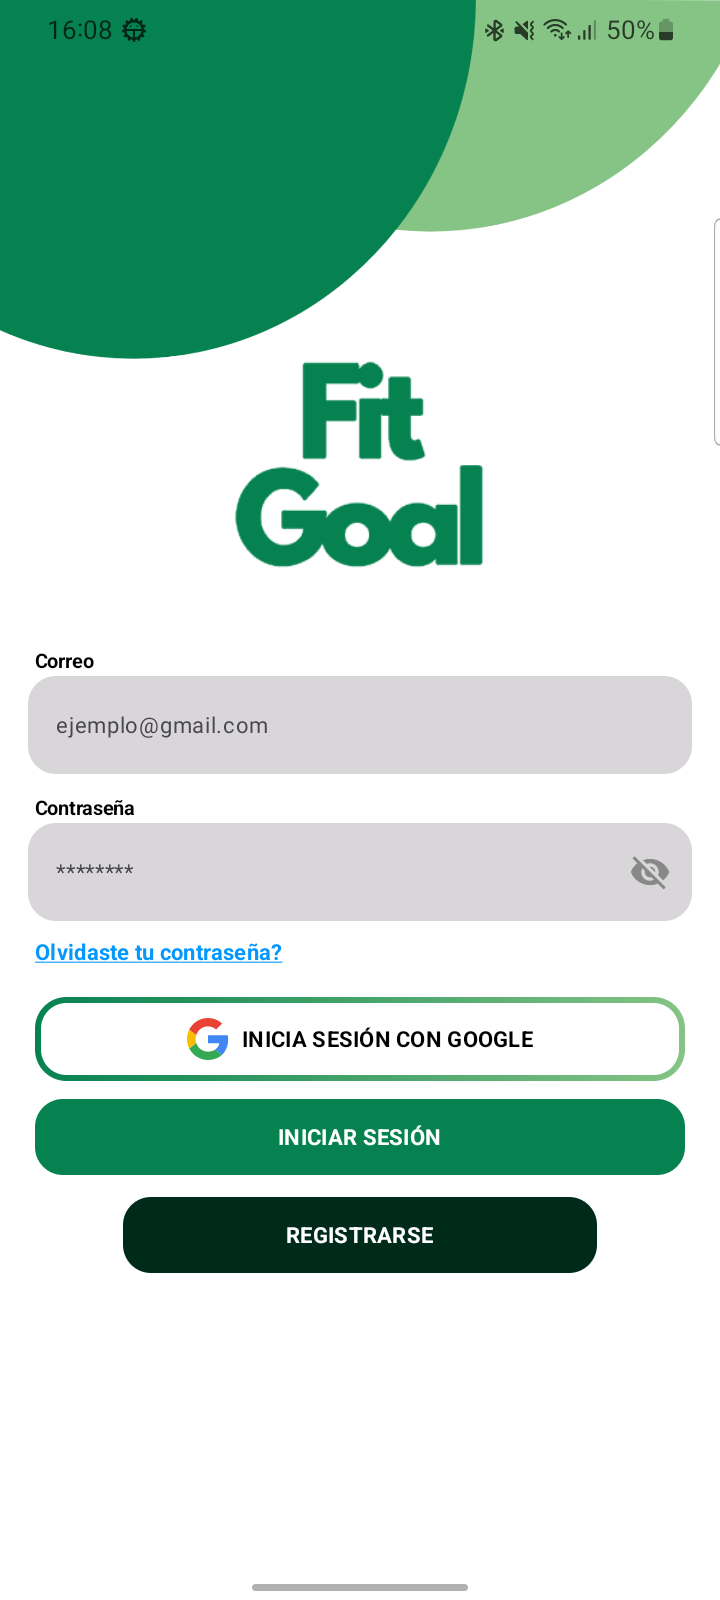 16:08 50%
Fit
Goal
Correo
ejemplo@gmail.com
Contraseña
********
Olvidaste tu contraseña?
INICIA SESIÓN CON GOOGLE
INICIAR SESIÓN
REGISTRARSE